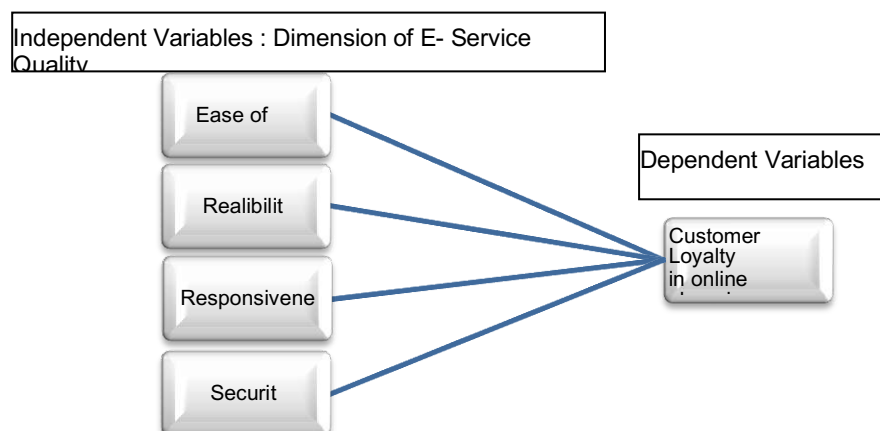 Independent Variables : Dimension of E- Service
Quality
Ease of
Realibilit
Responsivene
Securit
Dependent Variables
Customer
Loyalty
in online